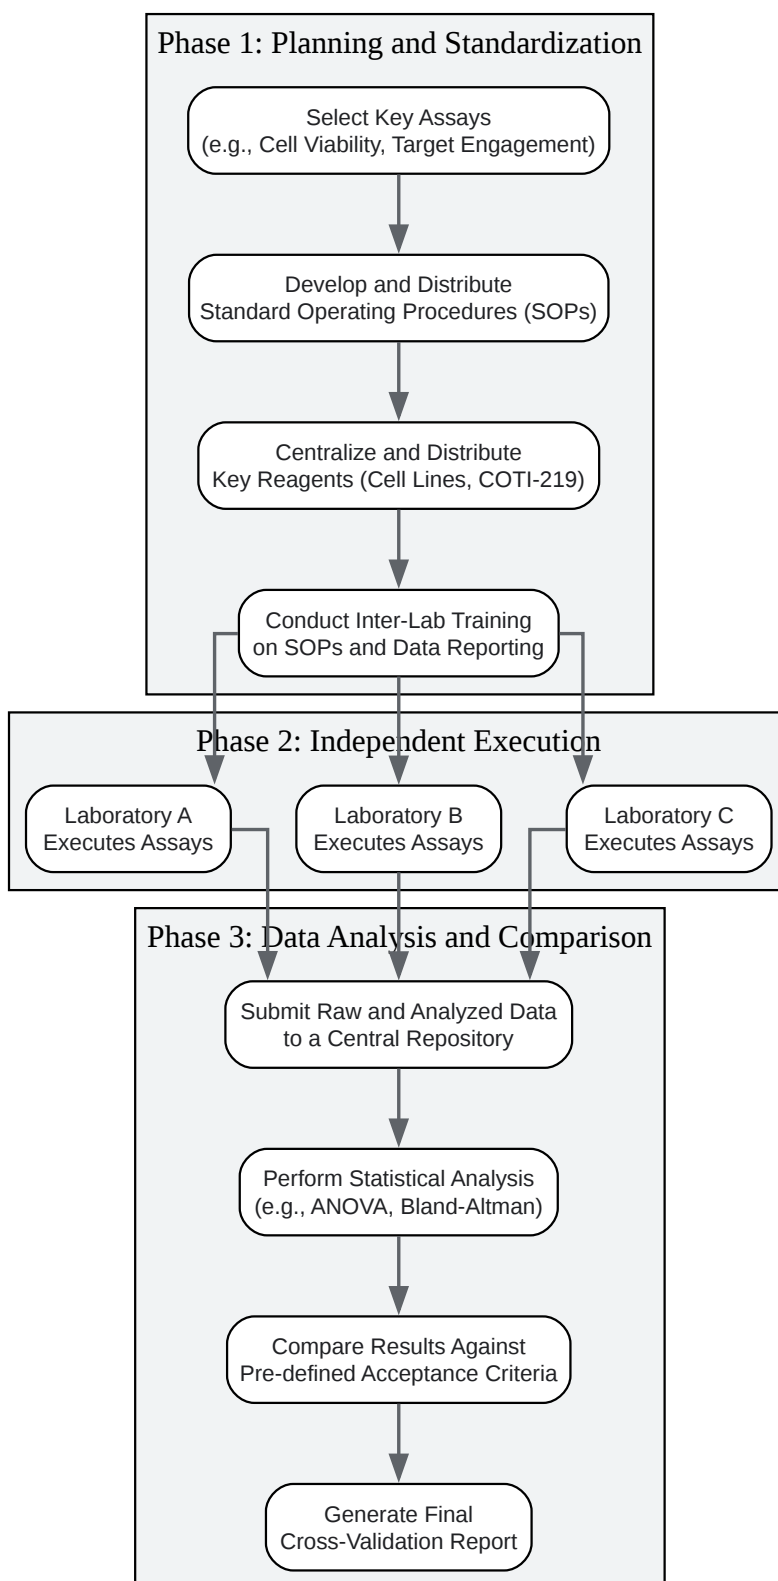 Phase 1: Planning and Standardization
Select Key Assays
(e.g., Cell Viability, Target Engagement)
Develop and Distribute
Standard Operating Procedures (SOPs)
Centralize and Distribute
Key Reagents (Cell Lines, COTI-219)
Conduct Inter-Lab Training
on SOPs and Data Reporting
Phase 2: Independent Execution
Laboratory A
Executes Assays
Laboratory B
Executes Assays
Laboratory C
Executes Assays
Phase 3: Data Analysis and Comparison
Submit Raw and Analyzed Data
to a Central Repository
Perform Statistical Analysis
(e.g., ANOVA, Bland-Altman)
Compare Results Against
Pre-defined Acceptance Criteria
Generate Final
Cross-Validation Report